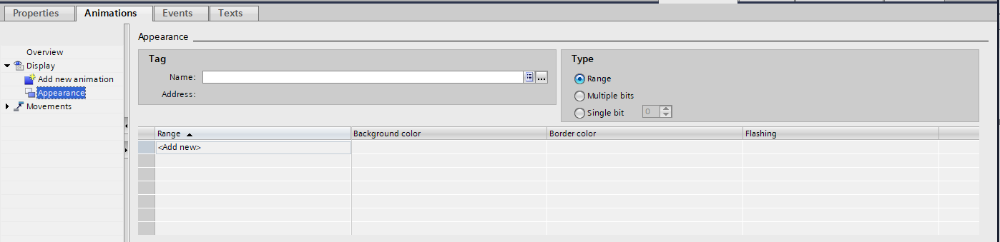 Properties Animations Events Texts
Appearance
Overview
Display
Add new animation
Appearance
Movements
Tag
Name:
Address:
Type
Range
Multiple bits
Single bit 0
Range Background color Border color Flashing
<Add new>